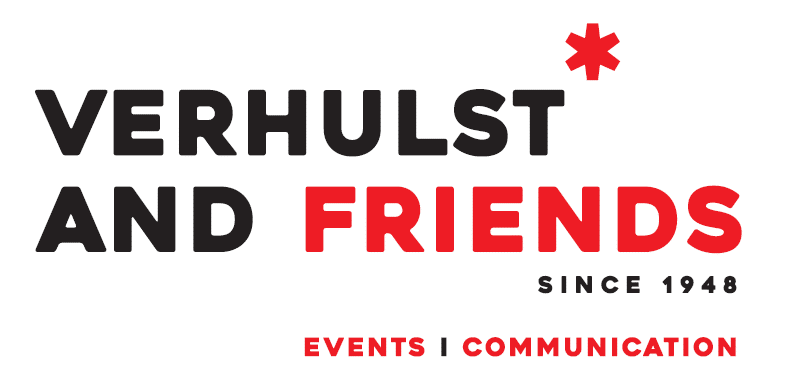 VERHULST*
AND FRIENDS
SINCE 1948
EVENTS | COMMUNICATION